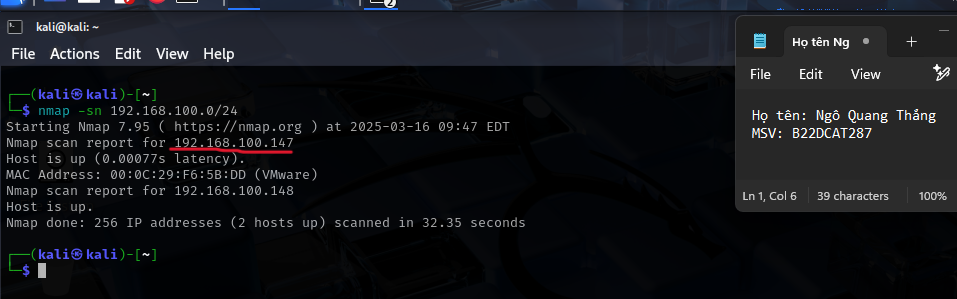 2
kali@kali: ~
File Actions Edit View Help
┌──(kali㉿kali)-[~]
└─$ nmap -sn 192.168.100.0/24
Starting Nmap 7.95 ( https://nmap.org ) at 2025-03-16 09:47 EDT
Nmap scan report for 192.168.100.147
Host is up (0.00077s latency).
MAC Address: 00:0C:29:F6:5B:DD (VMware)
Nmap scan report for 192.168.100.148
Host is up.
Nmap done: 256 IP addresses (2 hosts up) scanned in 32.35 seconds
┌──(kali㉿kali)-[~]
└─$
Họ tên Ng
File Edit View
Họ tên: Ngô Quang Thắng
MSV: B22DCAT287
Ln 1, Col 6 39 characters 100%